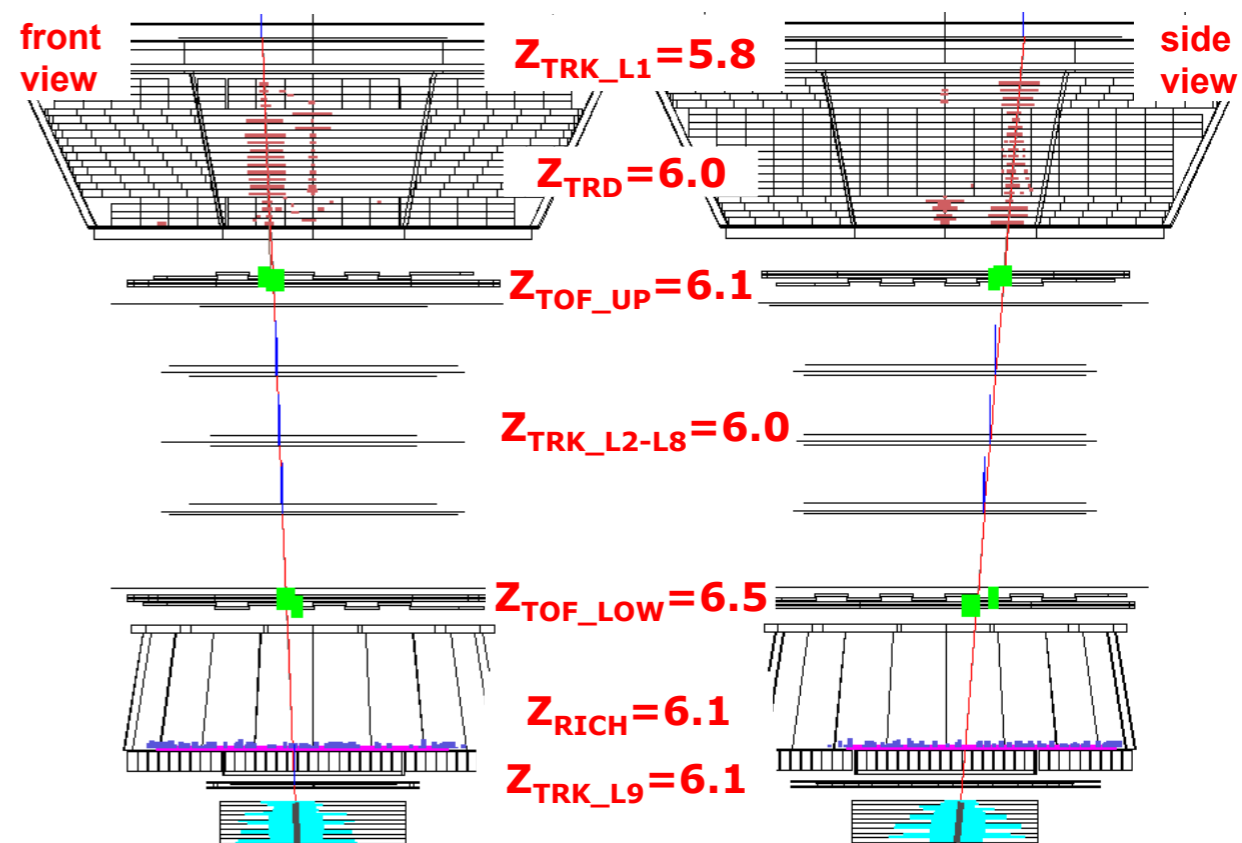 front
view
Z_TRK_L1=5.8
side
view
Z_TRD=6.0
Z_TOF_UP=6.1
Z_TRK_L2-L8=6.0
Z_TOF_LOW=6.5
Z_RICH=6.1
Z_TRK_L9=6.1